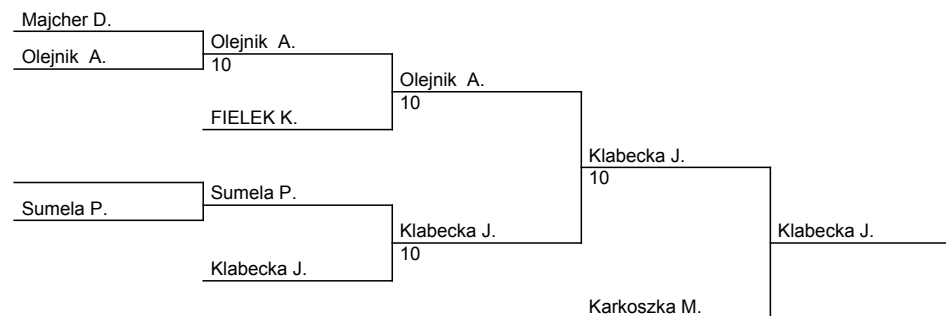 Majcher D.
Olejnik A.
Olejnik A.
10
Olejnik A.
10
FIELEK K.
Klabecka J.
10
Sumela P.
Sumela P.
Klabecka J.
Klabecka J.
10
Klabecka J.
Karkoszka M.